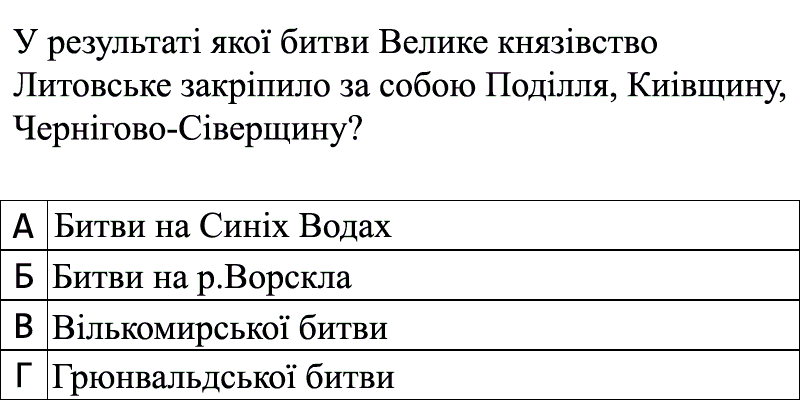 У результаті якої битви Велике князівство
Литовське закріпило за собою Поділля, Київщину,
Чернігово-Сіверщину?
А Битви на Синіх Водах
Б Битви на р.Ворскла
В Вількомирської битви
Г Грюнвальдської битви